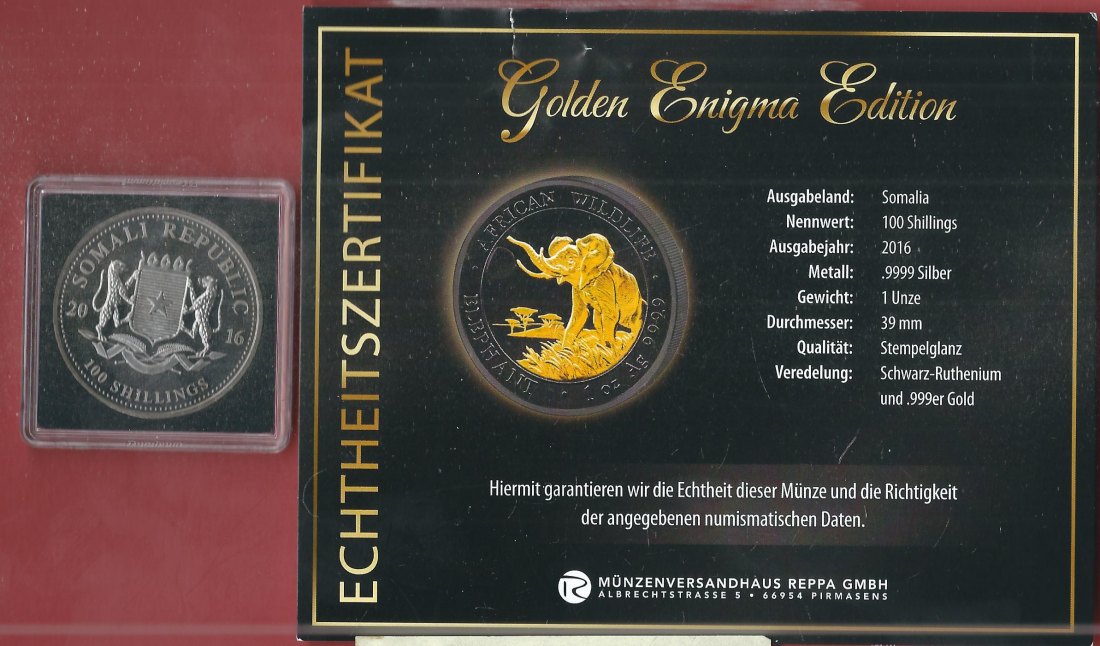 SOMALI REPUBLIC
20 16
100 SHILLINGS
ECHTHEITSZERTIFIKAT
Golden Enigma Edition
AFRICAN WILDLIFE
ELEPHANT · 1 oz Ag 999.9
Ausgabeland: Somalia
Nennwert: 100 Shillings
Ausgabejahr: 2016
Metall: .9999 Silber
Gewicht: 1 Unze
Durchmesser: 39 mm
Qualität: Stempelglanz
Veredelung: Schwarz-Ruthenium
und .999er Gold
Hiermit garantieren wir die Echtheit dieser Münze und die Richtigkeit
der angegebenen numismatischen Daten.
R MÜNZENVERSANDHAUS REPPA GMBH
ALBRECHTSTRASSE 5 • 66954 PIRMASENS